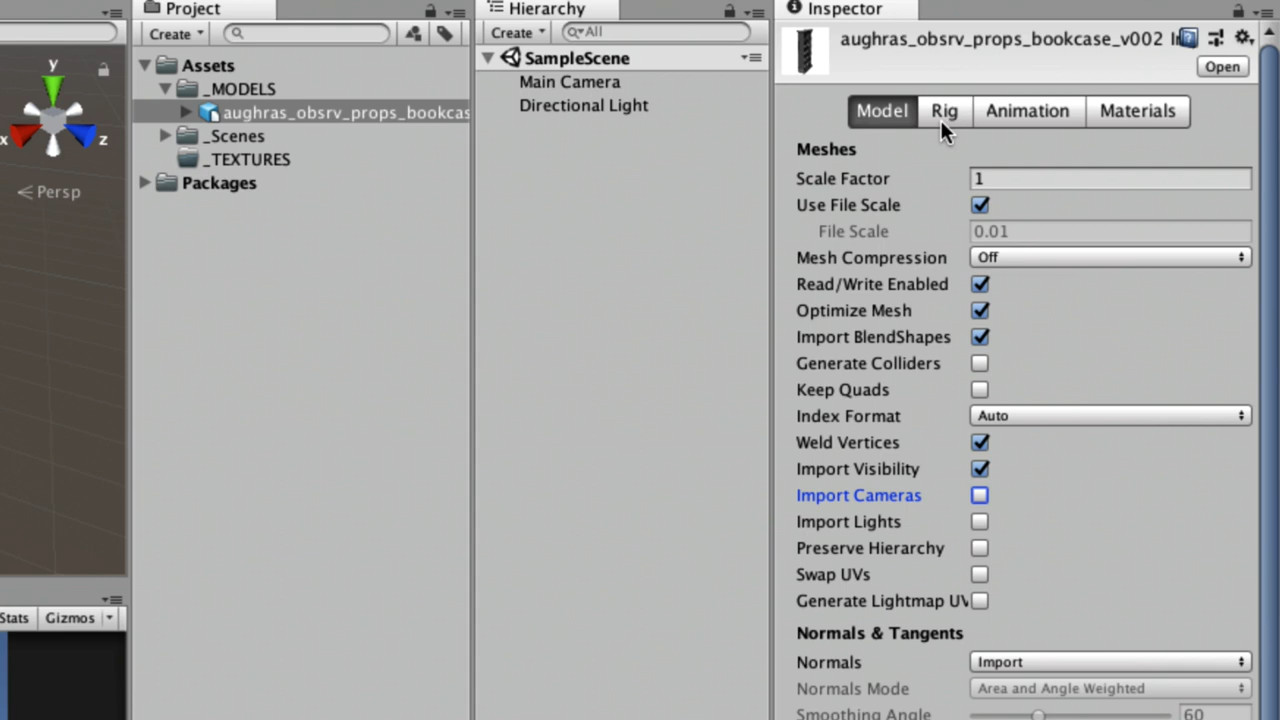 Project
Hierarchy
Inspector
Create
Create
All
aughras_obsrv_props_bookcase_v002
Open
y
x
z
Persp
Assets
_MODELS
aughras_obsrv_props_bookcas
_Scenes
_TEXTURES
Packages
SampleScene
Main Camera
Directional Light
Model Rig Animation Materials
Meshes
Scale Factor 1
Use File Scale
File Scale 0.01
Mesh Compression Off
Read/Write Enabled
Optimize Mesh
Import BlendShapes
Generate Colliders
Keep Quads
Index Format Auto
Weld Vertices
Import Visibility
Import Cameras
Import Lights
Preserve Hierarchy
Swap UVs
Generate Lightmap UV
Normals & Tangents
Normals Import
Normals Mode Area and Angle Weighted
Smoothing Angle 60
Stats Gizmos